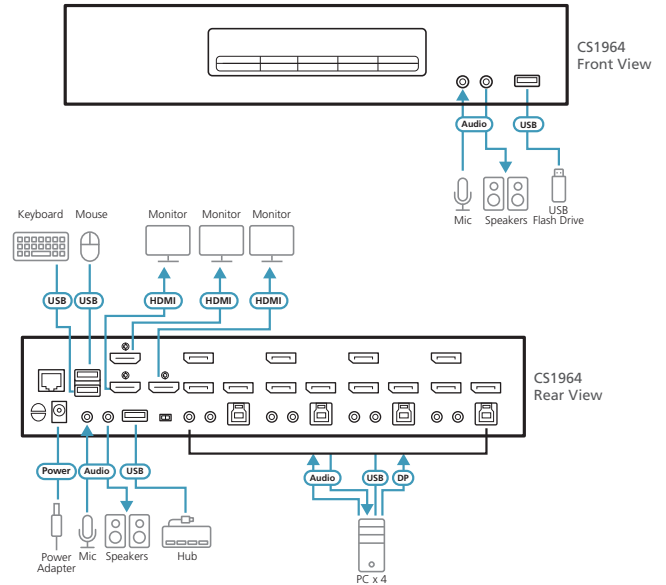 CS1964
Front View
Audio
USB
Mic
Speakers
USB
Flash Drive
Keyboard
Mouse
Monitor
Monitor
Monitor
USB
USB
HDMI
HDMI
HDMI
CS1964
Rear View
Power
Audio
USB
Audio
USB
DP
Power
Adapter
Mic
Speakers
Hub
PC x 4